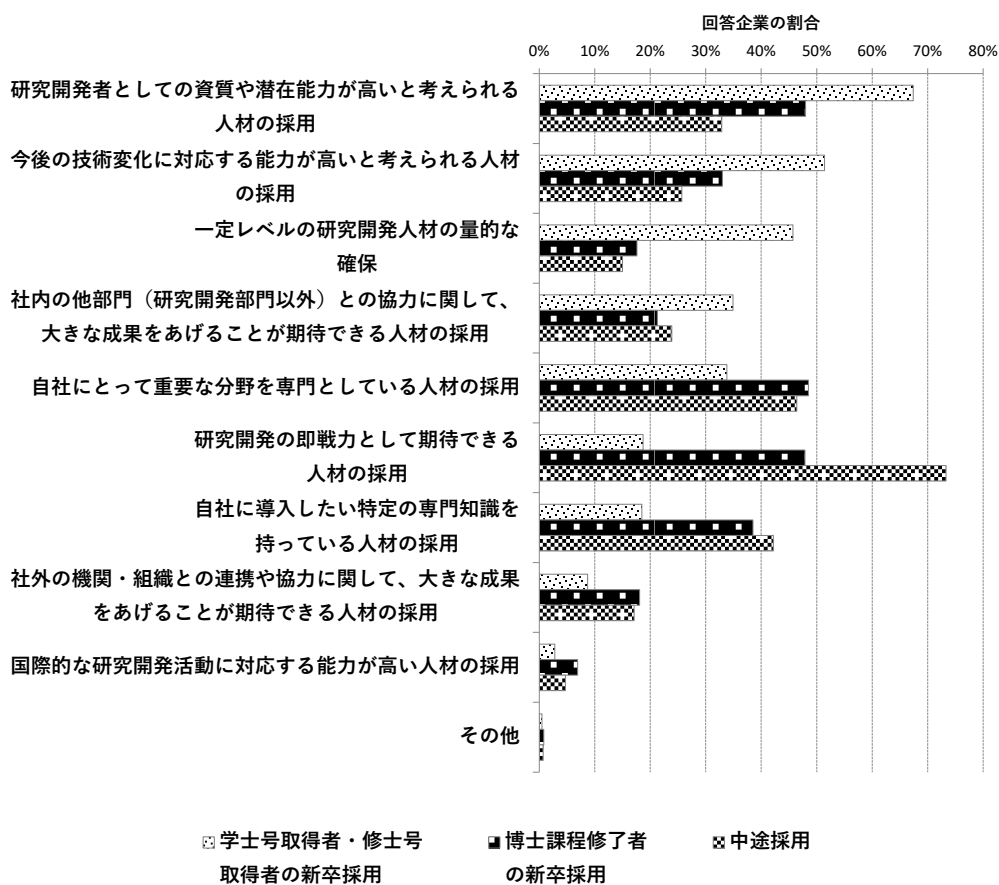 回答企業の割合
0% 10% 20% 30% 40% 50% 60% 70% 80%
研究開発者としての資質や潜在能力が高いと考えられる
人材の採用
今後の技術変化に対応する能力が高いと考えられる人材
の採用
一定レベルの研究開発人材の量的な
確保
社内の他部門（研究開発部門以外）との協力に関して、
大きな成果をあげることが期待できる人材の採用
自社にとって重要な分野を専門としている人材の採用
研究開発の即戦力として期待できる
人材の採用
自社に導入したい特定の専門知識を
持っている人材の採用
社外の機関・組織との連携や協力に関して、大きな成果
をあげることが期待できる人材の採用
国際的な研究開発活動に対応する能力が高い人材の採用
その他
学士号取得者・修士号
取得者の新卒採用
博士課程修了者
の新卒採用
中途採用